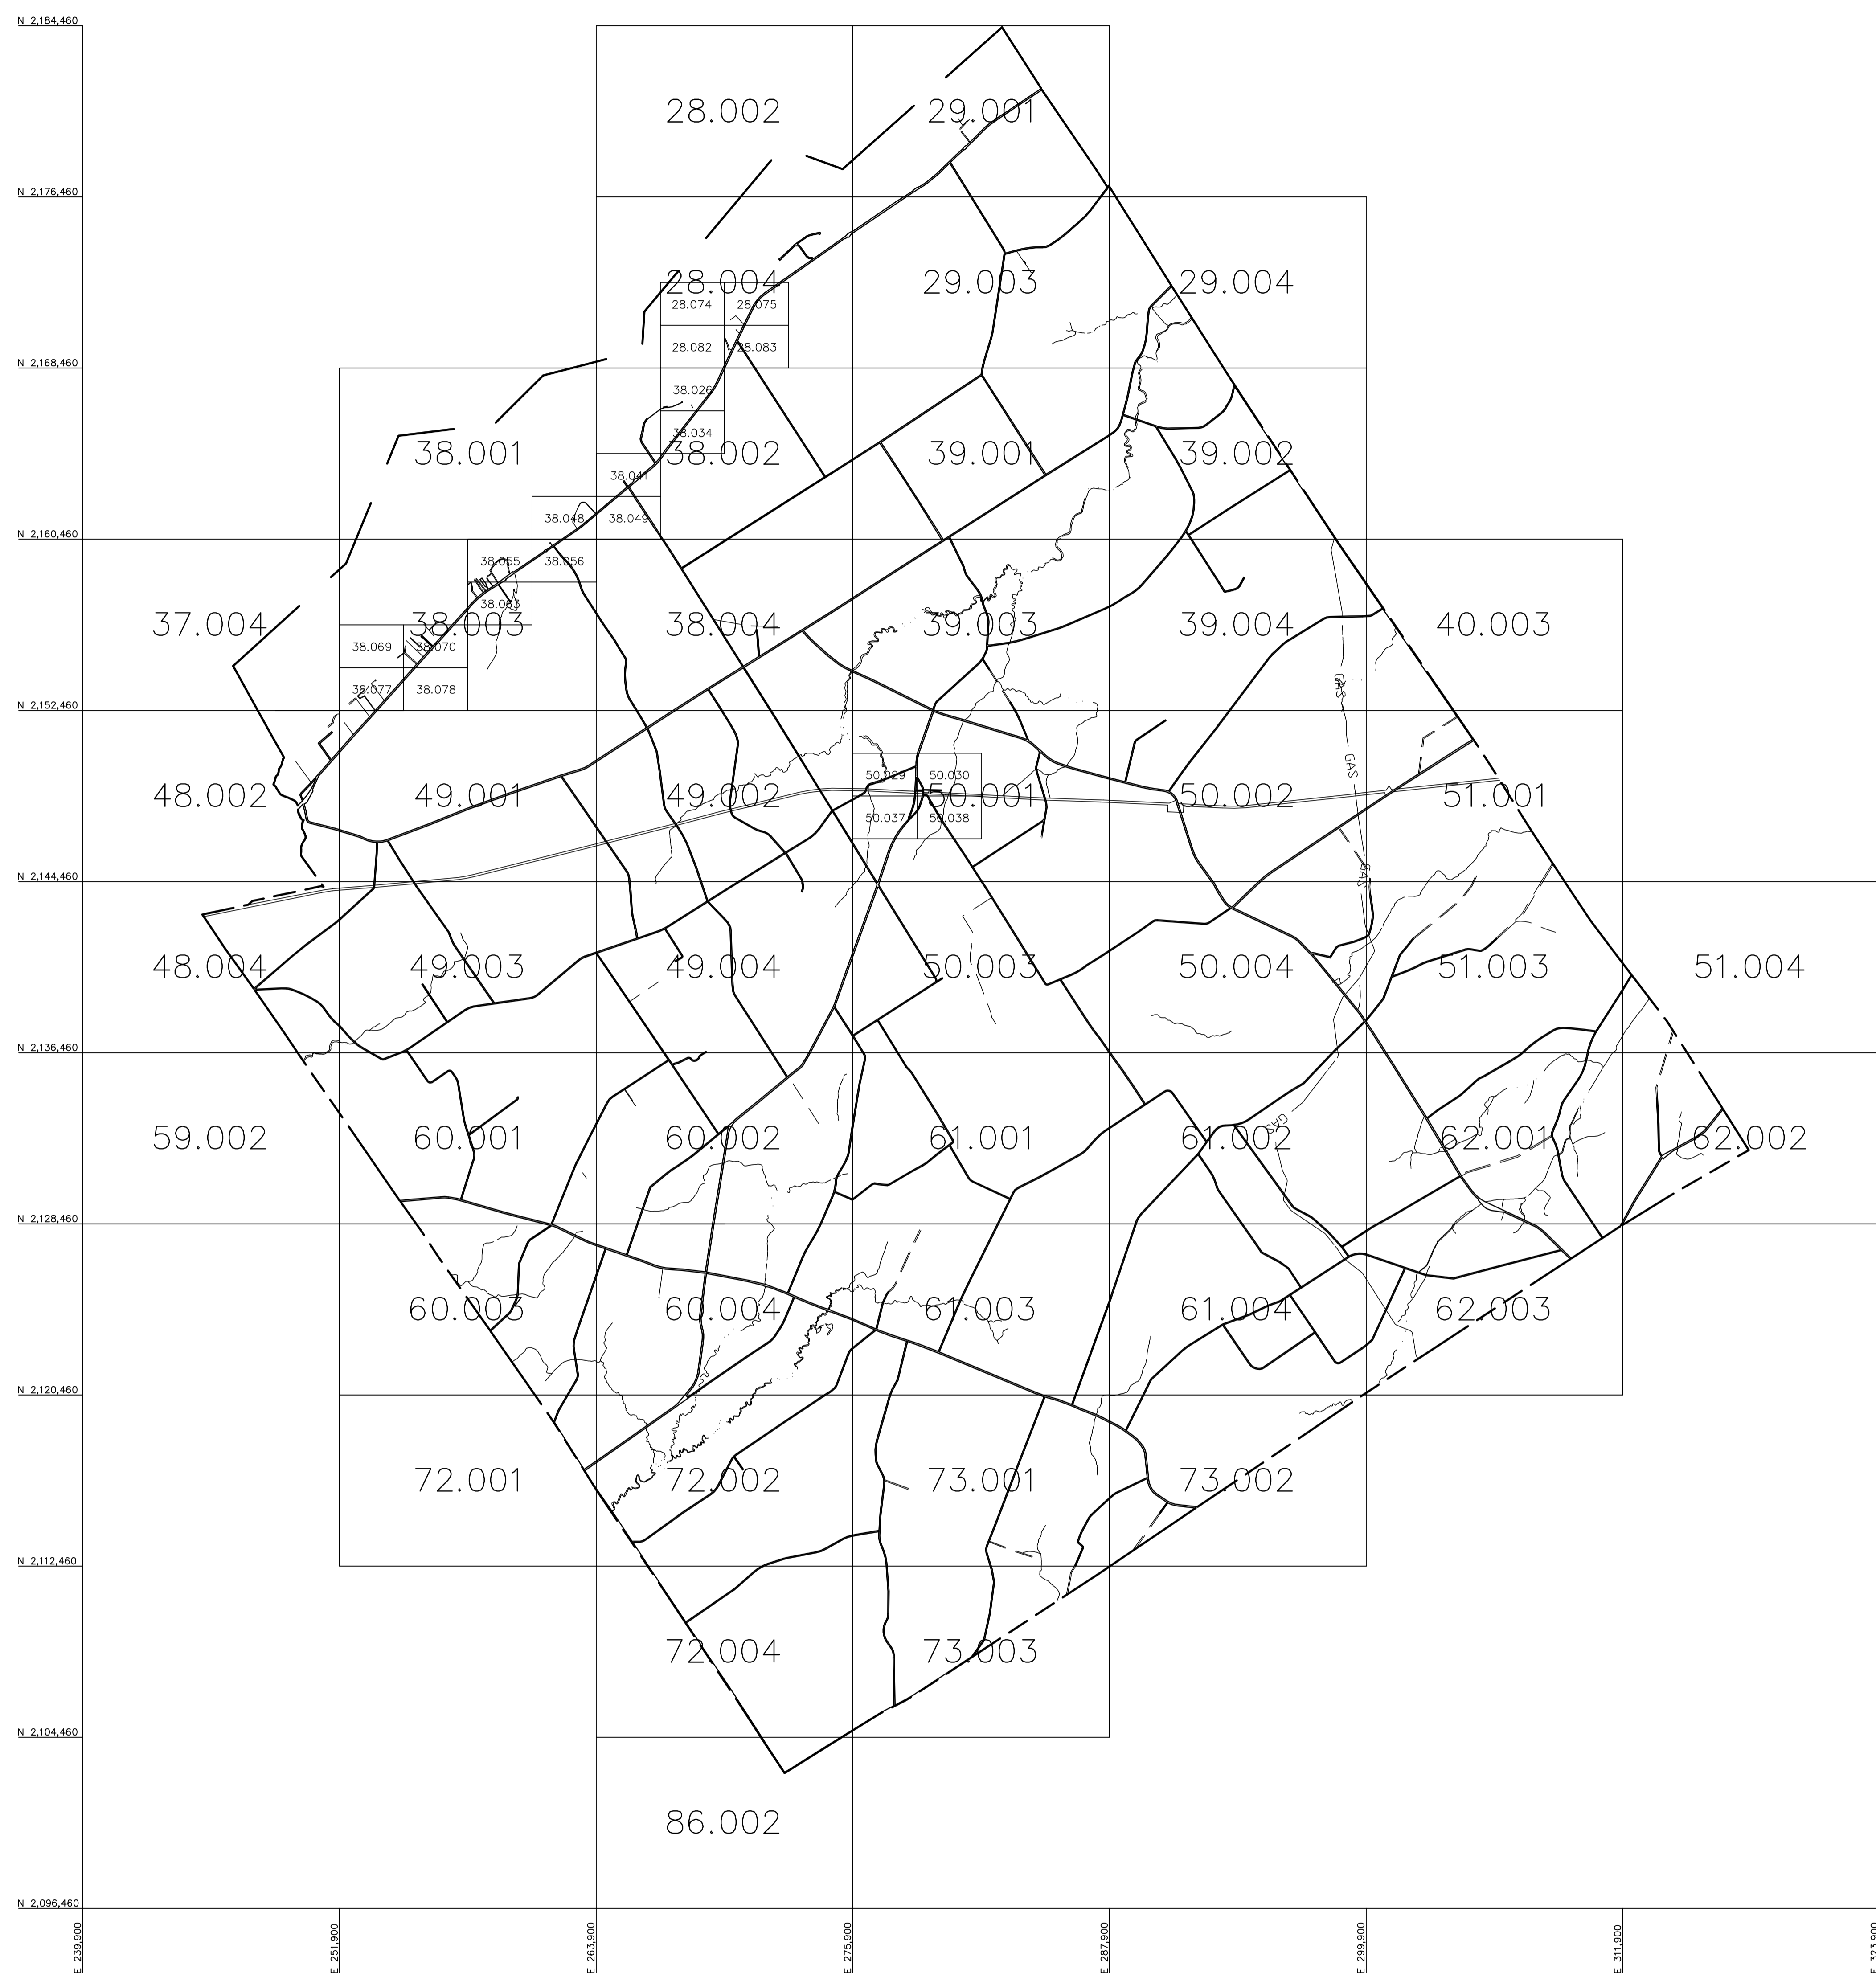 N 2,184,460
28.002 29.001
N 2,176,460
28.004 29.003 29.004
28.074 28.075
28.082 28.083
N 2,168,460
38.026
38.034
38.001 38.002 39.001 39.002
38.041
38.048 38.049
N 2,160,460
38.055 38.056
38.063
37.004 38.003 38.004 39.003 39.004 40.003
38.069 38.070
38.077 38.078
GAS
N 2,152,460
GAS
50.029 50.030
48.002 49.001 49.002 50.001 50.002 51.001
50.037 50.038
GAS
N 2,144,460
48.004 49.003 49.004 50.003 50.004 51.003 51.004
N 2,136,460
GAS
59.002 60.001 60.002 61.001 61.002 62.001 62.002
N 2,128,460
60.003 60.004 61.003 61.004 62.003
N 2,120,460
72.001 72.002 73.001 73.002
N 2,112,460
72.004 73.003
N 2,104,460
86.002
N 2,096,460
E 239,900
E 251,900
E 263,900
E 275,900
E 287,900
E 299,900
E 311,900
E 323,900